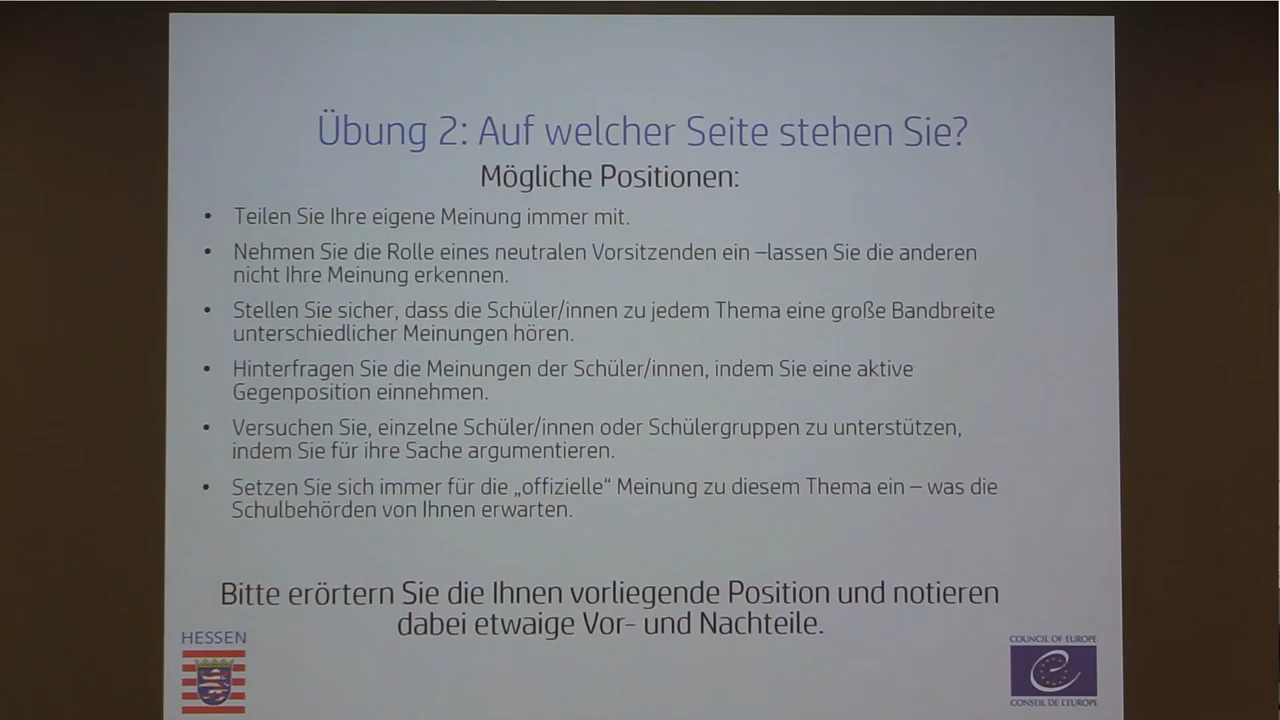 Übung 2: Auf welcher Seite stehen Sie?
Mögliche Positionen:
• Teilen Sie Ihre eigene Meinung immer mit.
• Nehmen Sie die Rolle eines neutralen Vorsitzenden ein –lassen Sie die anderen
nicht Ihre Meinung erkennen.
• Stellen Sie sicher, dass die Schüler/innen zu jedem Thema eine große Bandbreite
unterschiedlicher Meinungen hören.
• Hinterfragen Sie die Meinungen der Schüler/innen, indem Sie eine aktive
Gegenposition einnehmen.
• Versuchen Sie, einzelne Schüler/innen oder Schülergruppen zu unterstützen,
indem Sie für ihre Sache argumentieren.
• Setzen Sie sich immer für die „offizielle“ Meinung zu diesem Thema ein – was die
Schulbehörden von Ihnen erwarten.
Bitte erörtern Sie die Ihnen vorliegende Position und notieren
dabei etwaige Vor- und Nachteile.
HESSEN
COUNCIL OF EUROPE
CONSEIL DE L'EUROPE